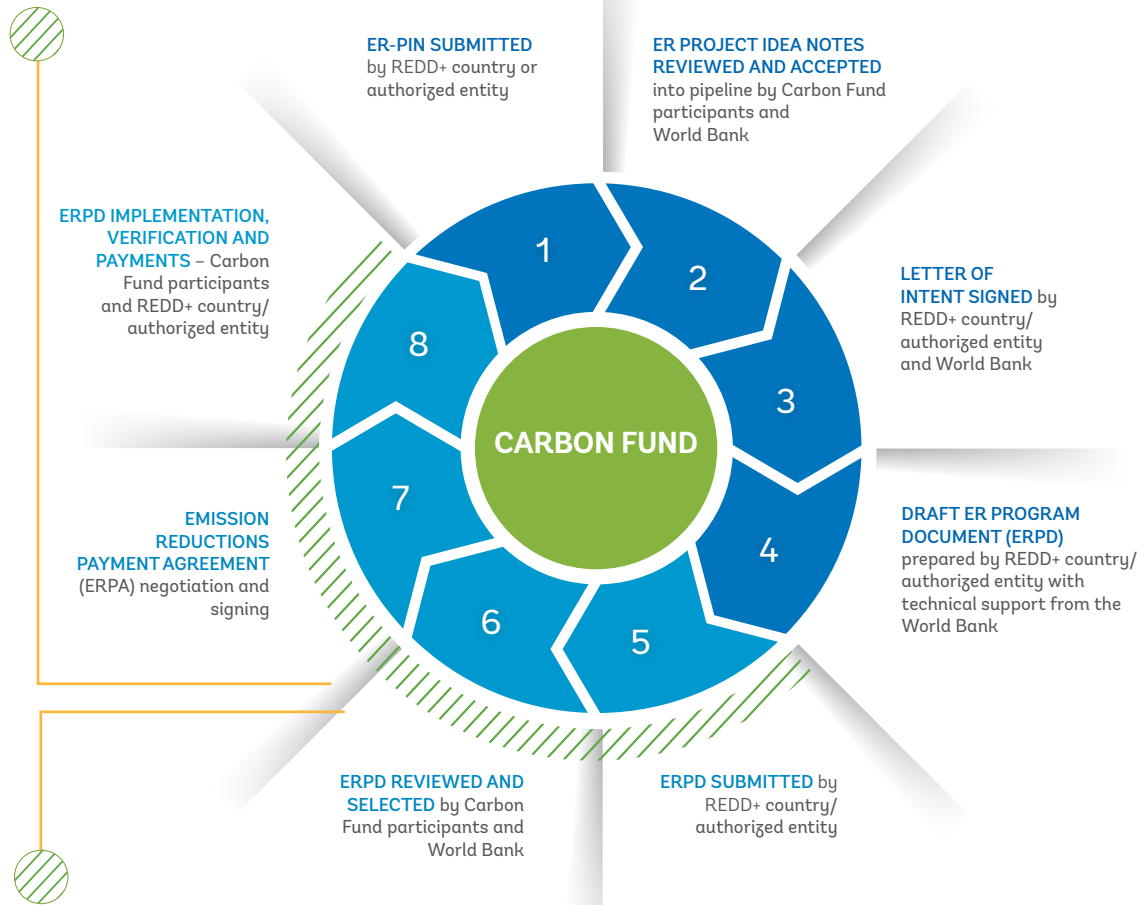 ER-PIN SUBMITTED
by REDD+ country or
authorized entity
ER PROJECT IDEA NOTES
REVIEWED AND ACCEPTED
into pipeline by Carbon Fund
participants and
World Bank
LETTER OF
INTENT SIGNED by
REDD+ country/
authorized entity
and World Bank
DRAFT ER PROGRAM
DOCUMENT (ERPD)
prepared by REDD+ country/
authorized entity with
technical support from the
World Bank
ERPD SUBMITTED by
REDD+ country/
authorized entity
ERPD REVIEWED AND
SELECTED by Carbon
Fund participants and
World Bank
EMISSION
REDUCTIONS
PAYMENT AGREEMENT
(ERPA) negotiation and
signing
ERPD IMPLEMENTATION,
VERIFICATION AND
PAYMENTS – Carbon
Fund participants
and REDD+ country/
authorized entity
1
2
3
4
5
6
7
8
CARBON FUND